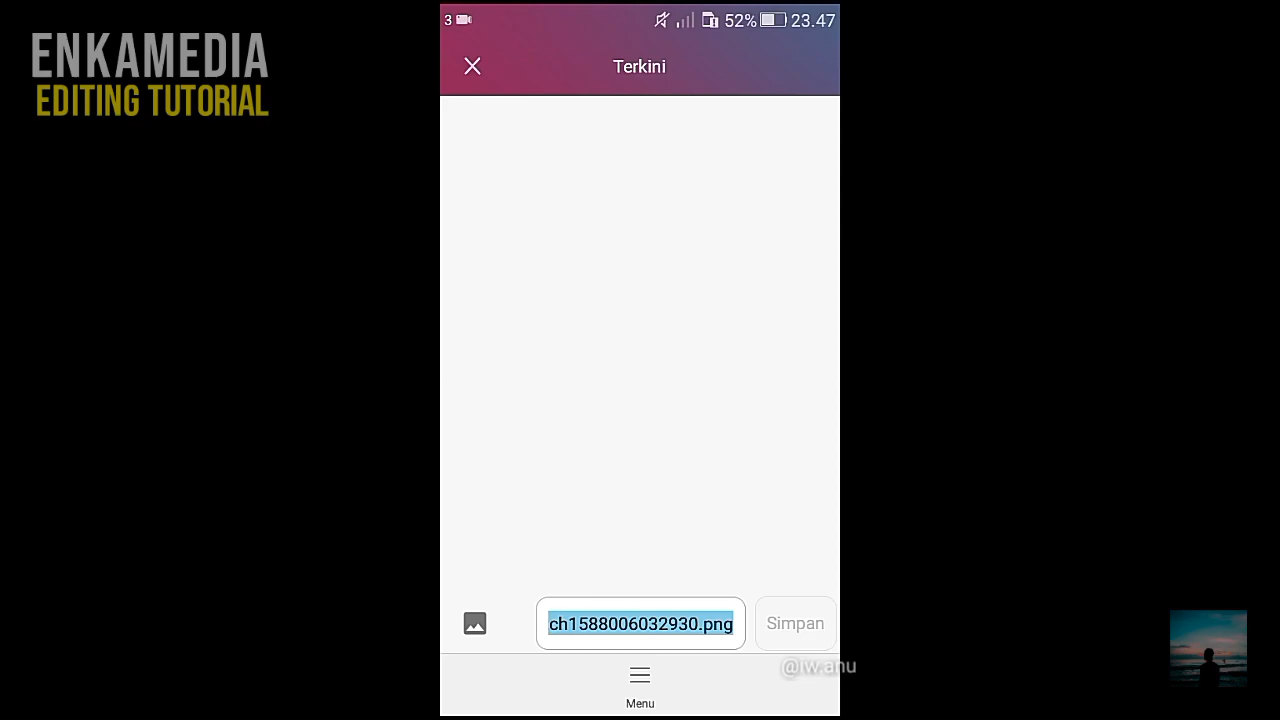 ENKAMEDIA
EDITING TUTORIAL
3
52%
23.47
Terkini
ch1588006032930.png
Simpan
@iw.anu
Menu